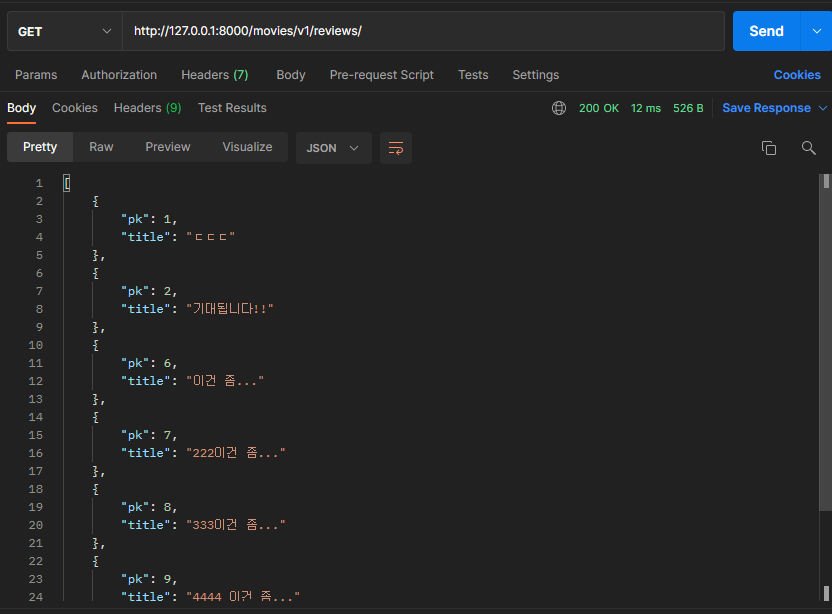 GET http://127.0.0.1:8000/movies/v1/reviews/ Send
Params Authorization Headers (7) Body Pre-request Script Tests Settings Cookies
Body Cookies Headers (9) Test Results 200 OK 12 ms 526 B Save Response
Pretty Raw Preview Visualize JSON
1 [
2 {
3 "pk": 1,
4 "title": "ㄷㄷㄷ"
5 },
6 {
7 "pk": 2,
8 "title": "기대됩니다!!"
9 },
10 {
11 "pk": 6,
12 "title": "이건 좀..."
13 },
14 {
15 "pk": 7,
16 "title": "222이건 좀..."
17 },
18 {
19 "pk": 8,
20 "title": "333이건 좀..."
21 },
22 {
23 "pk": 9,
24 "title": "4444 이건 좀..."